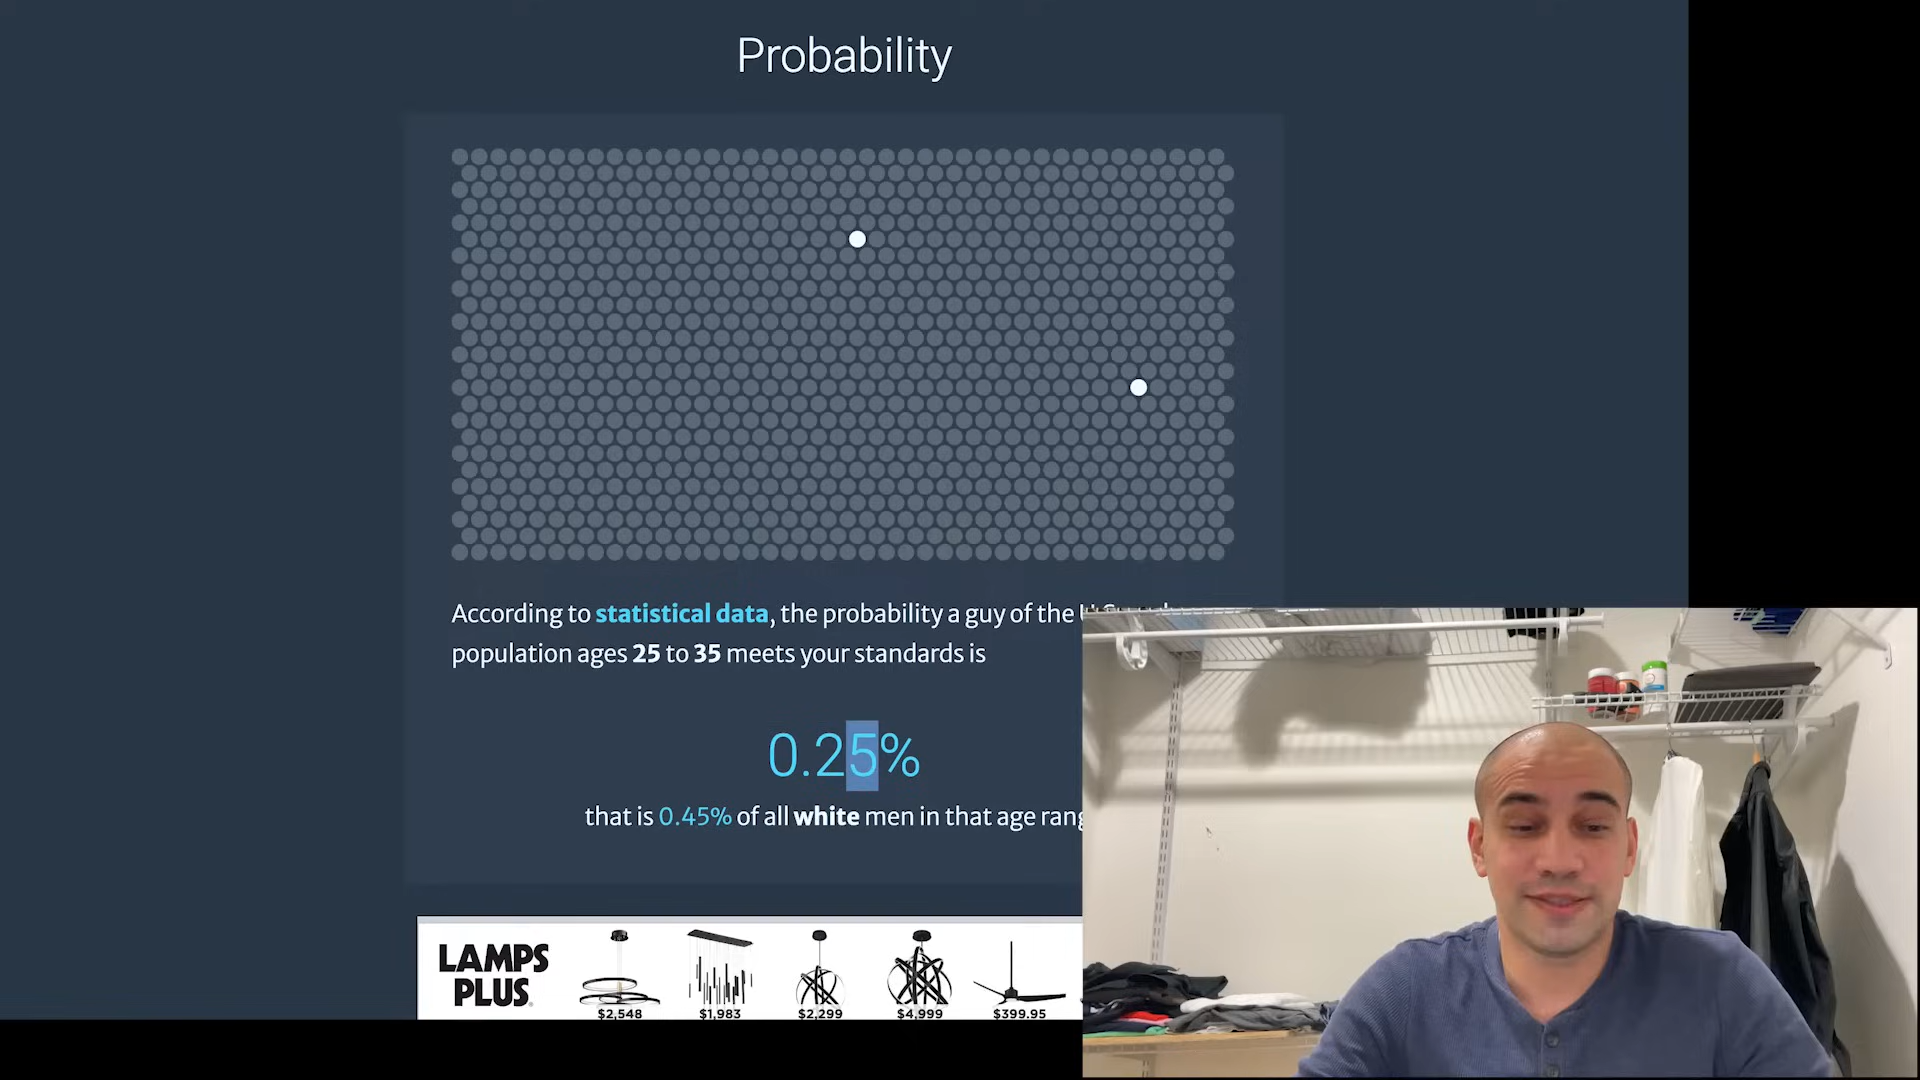 Probability
According to statistical data, the probability a guy of the
population ages 25 to 35 meets your standards is
0.25%
that is 0.45% of all white men in that age
LAMPS
PLUS
$2,548 $1,983 $2,299 $4,999 $399.95